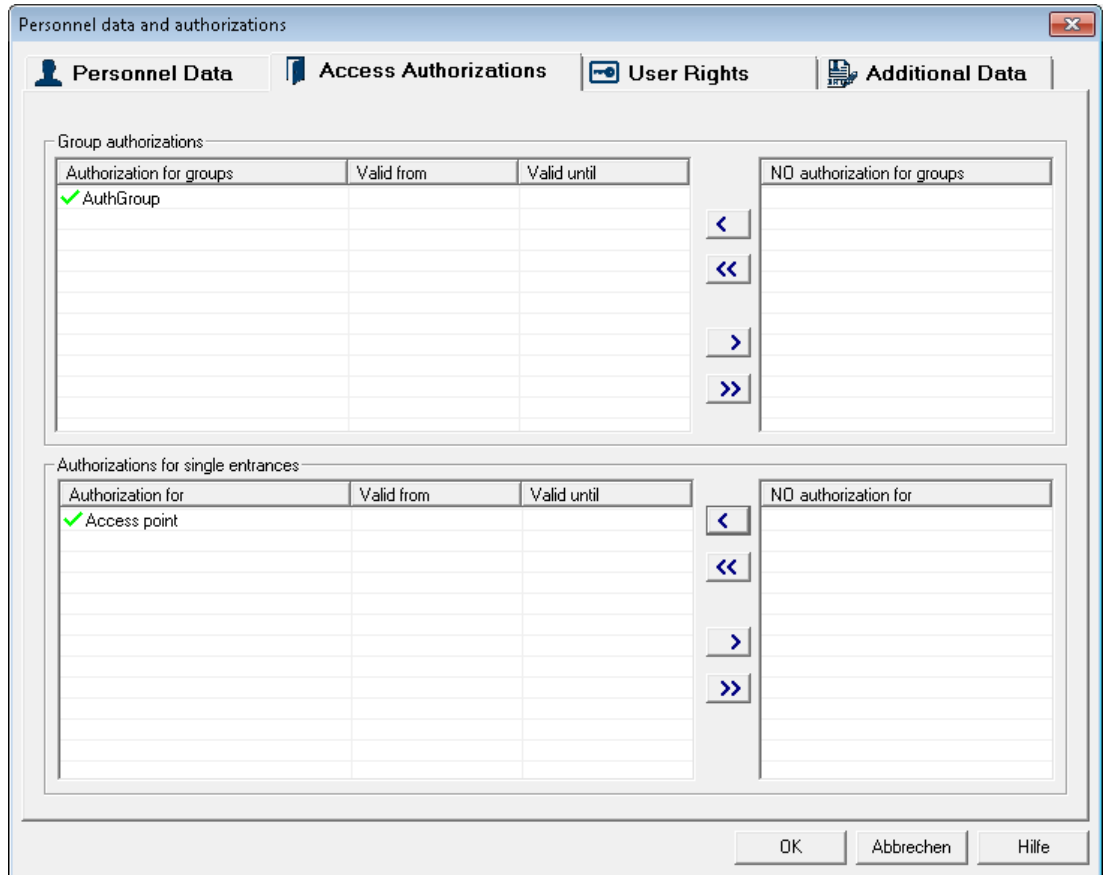 Personnel data and authorizations
Personnel Data Access Authorizations User Rights Additional Data
Group authorizations
Authorization for groups Valid from Valid until NO authorization for groups
AuthGroup
<
<<
>
>>
Authorizations for single entrances
Authorization for Valid from Valid until NO authorization for
Access point
<
<<
>
>>
OK Abbrechen Hilfe